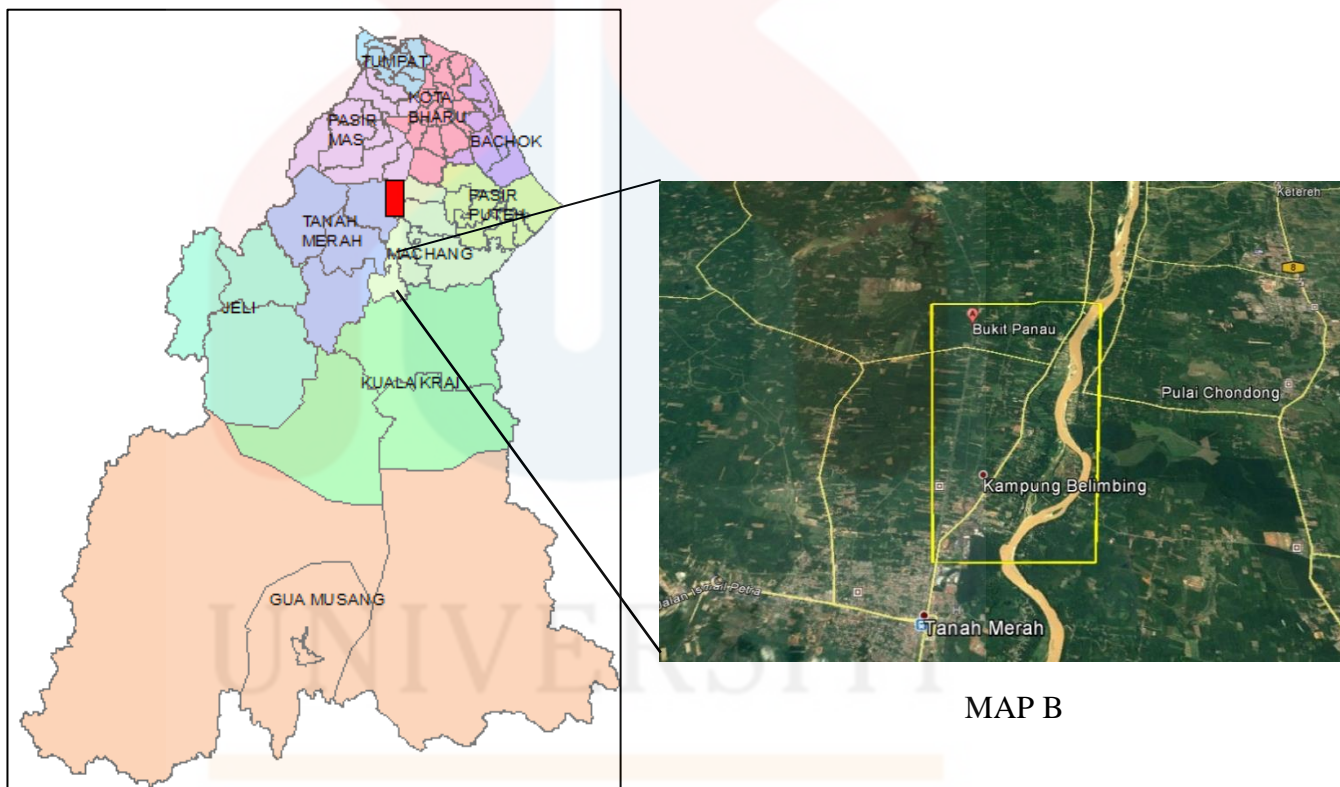 TUMPAT
KOTA
BHARU
PASIR
MAS
BACHOK
PASIR
PUTEH
TANAH
MERAH
MACHANG
JELI
KUALA KRAI
GUA MUSANG
UNIVERSITI
Ketereh
8
A
Bukit Panau
Pulai Chondong
Kampung Belimbing
Jalan Ismail Petra
Tanah Merah
MAP B